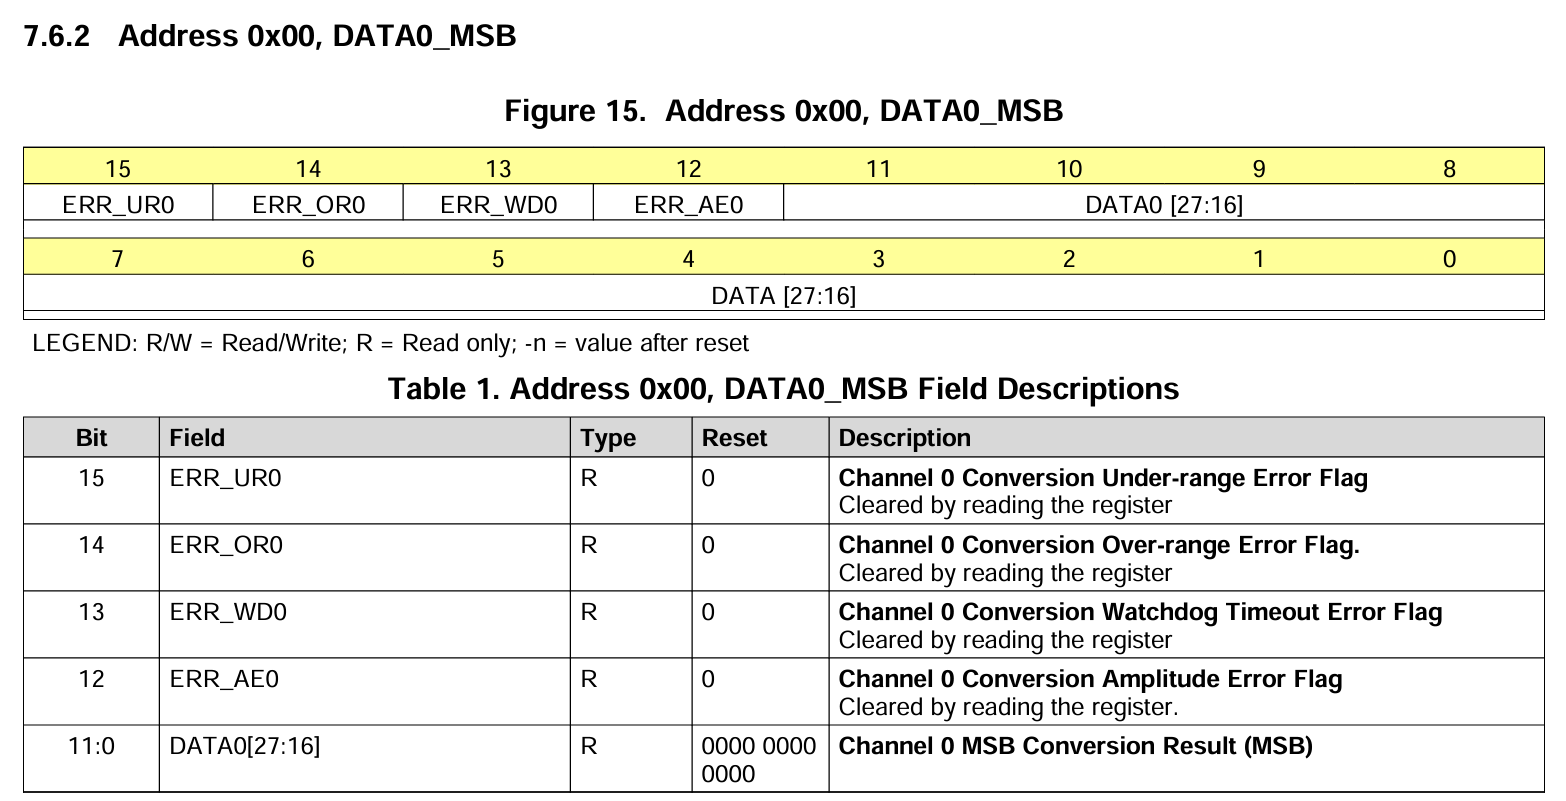 7.6.2 Address 0x00, DATA0_MSB
Figure 15. Address 0x00, DATA0_MSB
15 14 13 12 11 10 9 8
ERR_UR0 ERR_OR0 ERR_WD0 ERR_AE0 DATA0 [27:16]
7 6 5 4 3 2 1 0
DATA [27:16]
LEGEND: R/W = Read/Write; R = Read only; -n = value after reset
Table 1. Address 0x00, DATA0_MSB Field Descriptions
Bit Field Type Reset Description
15 ERR_UR0 R 0 Channel 0 Conversion Under-range Error Flag
Cleared by reading the register
14 ERR_OR0 R 0 Channel 0 Conversion Over-range Error Flag.
Cleared by reading the register
13 ERR_WD0 R 0 Channel 0 Conversion Watchdog Timeout Error Flag
Cleared by reading the register
12 ERR_AE0 R 0 Channel 0 Conversion Amplitude Error Flag
Cleared by reading the register.
11:0 DATA0[27:16] R 0000 0000 Channel 0 MSB Conversion Result (MSB)
0000